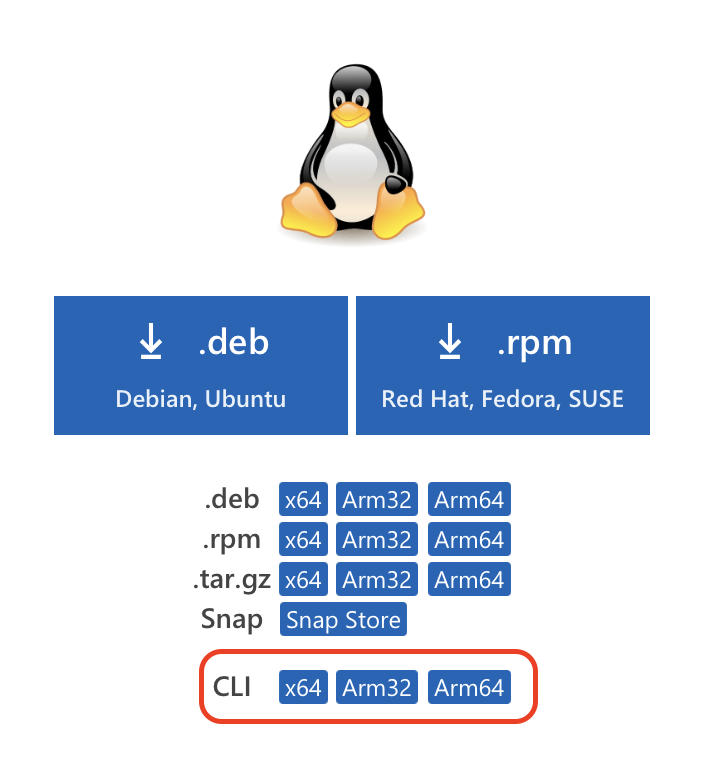 .deb
Debian, Ubuntu
.rpm
Red Hat, Fedora, SUSE
.deb x64 Arm32 Arm64
.rpm x64 Arm32 Arm64
.tar.gz x64 Arm32 Arm64
Snap Snap Store
CLI x64 Arm32 Arm64